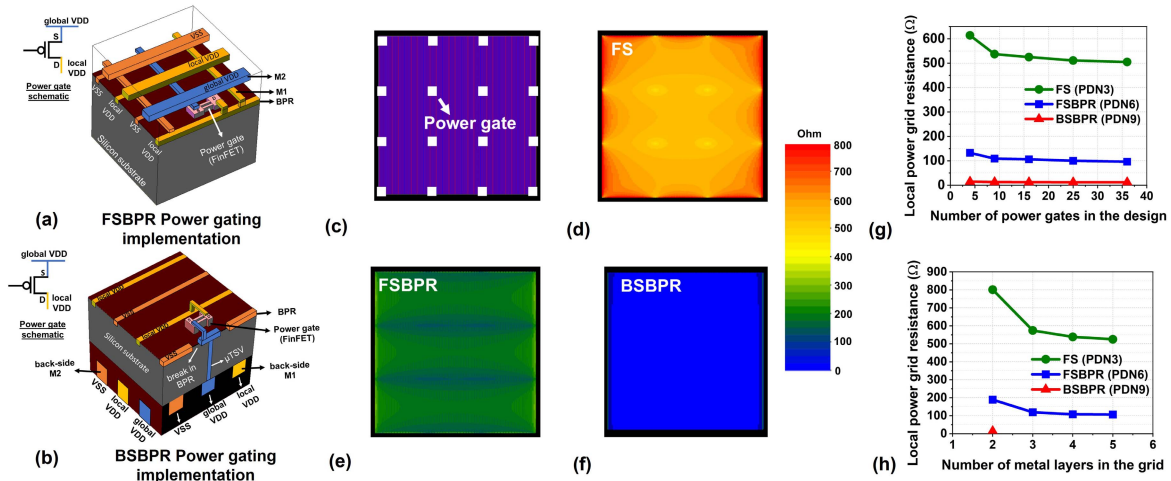 global VDD
S
D
local
VDD
Power gate
schematic
VSS
local VDD
global VDD
M2
M1
BPR
VSS
local
VDD
VSS
local
VDD
Power gate
(FinFET)
Silicon substrate
(a)
FSBPR Power gating
implementation
global VDD
S
D
local
VDD
Power gate
schematic
local VDD
VSS
local VDD
BPR
Power gate
(FinFET)
Silicon substrate
VSS
break in
BPR
µTSV
back-side
M2
back-side
M1
VSS
local
VDD
global
VDD
VSS
global
VDD
local
VDD
(b)
BSBPR Power gating
implementation
Power gate
(c)
FS
(d)
FSBPR
(e)
BSBPR
(f)
Ohm
800
700
600
500
400
300
200
100
0
Local power grid resistance (Ω)
600
500
400
300
200
100
0
FS (PDN3)
FSBPR (PDN6)
BSBPR (PDN9)
0 5 10 15 20 25 30 35 40
Number of power gates in the design
(g)
Local power grid resistance (Ω)
900
800
700
600
500
400
300
200
100
0
FS (PDN3)
FSBPR (PDN6)
BSBPR (PDN9)
1 2 3 4 5 6
Number of metal layers in the grid
(h)